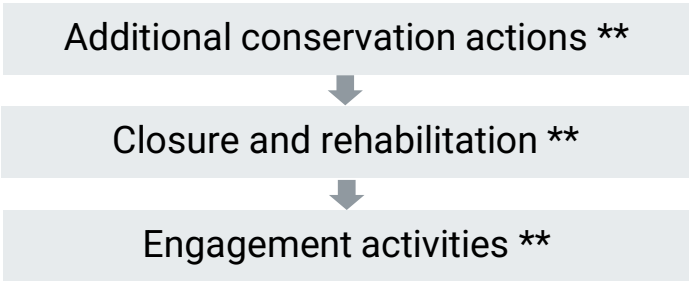 Additional conservation actions **
Closure and rehabilitation **
Engagement activities **